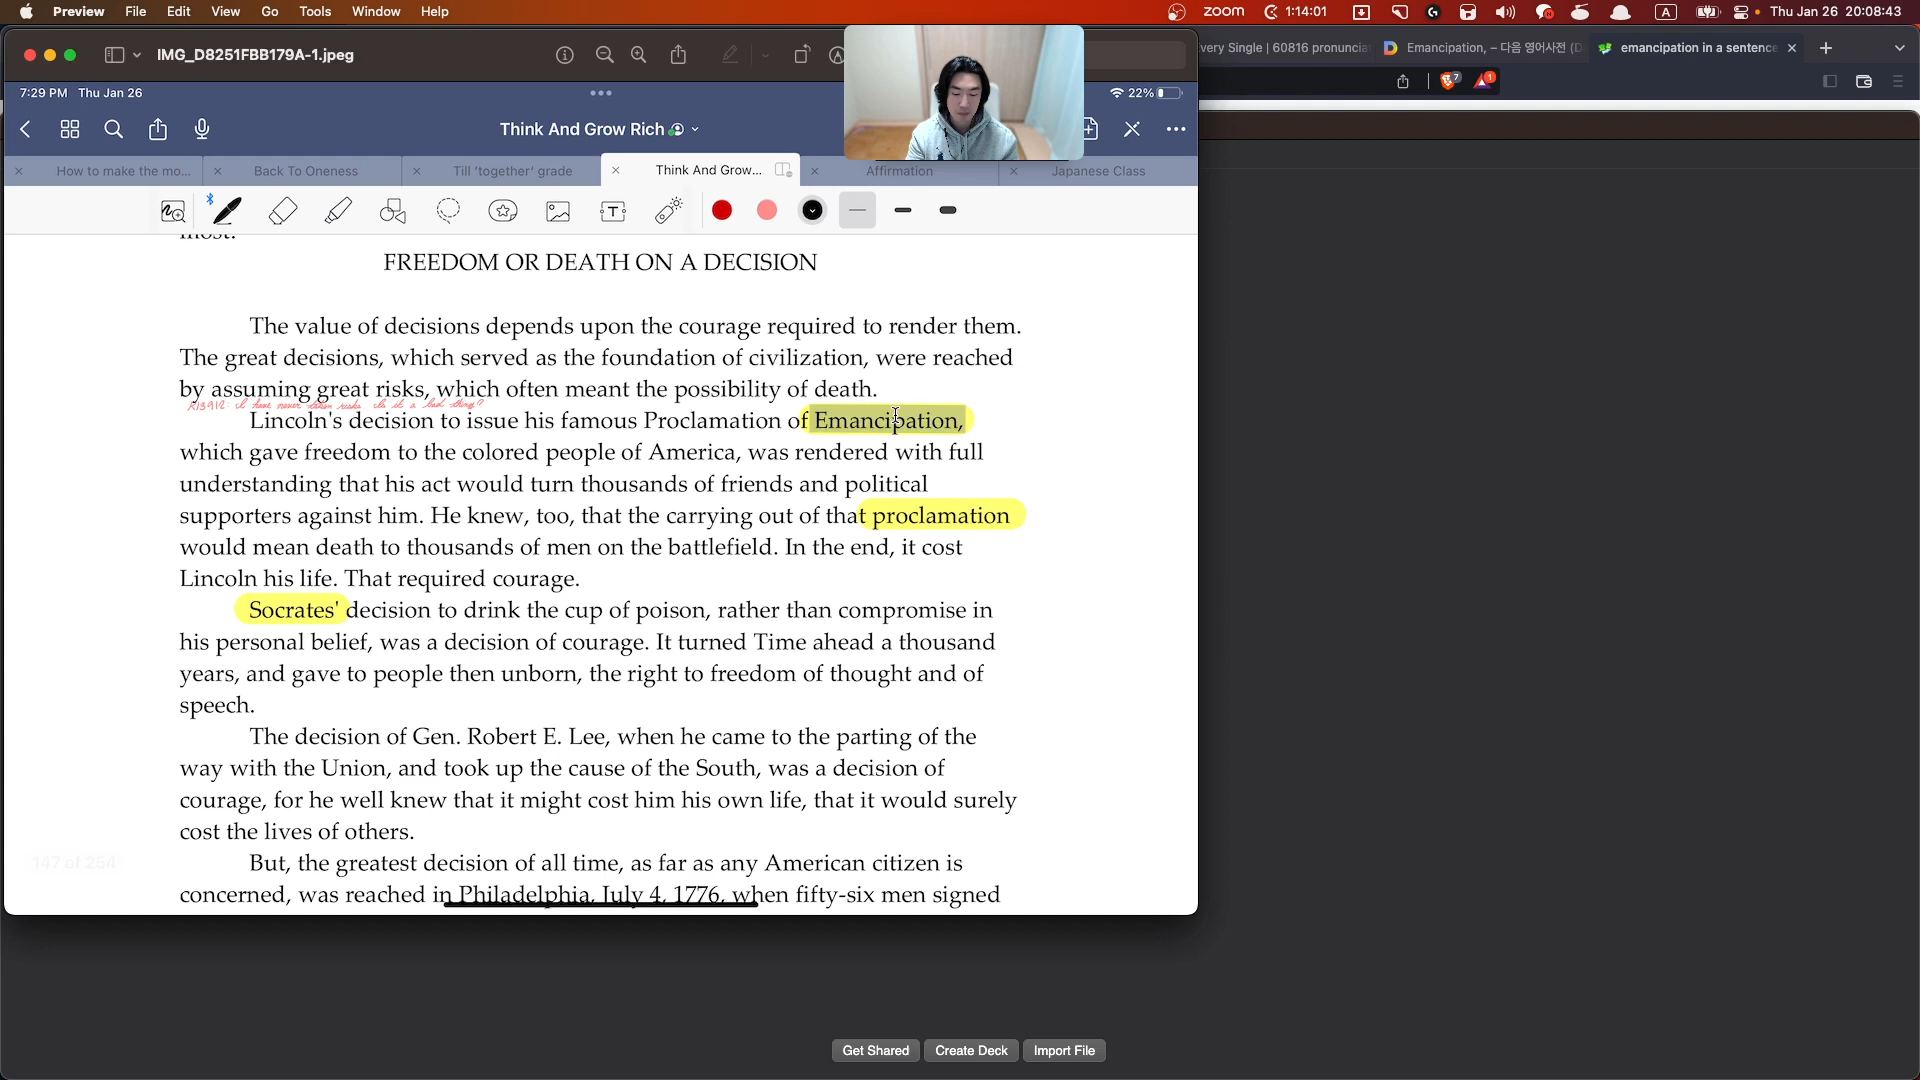 Preview File Edit View Go Tools Window Help
zoom 1:14:01 A Thu Jan 26 20:08:43
IMG_D8251FBB179A-1.jpeg
very Single | 60816 pronuncia
Emancipation, – 다음 영어사전 (D
emancipation in a sentence
7 1
7:29 PM Thu Jan 26
22%
Think And Grow Rich
How to make the mo...
Back To Oneness
Till 'together' grade
Think And Grow...
Affirmation
Japanese Class
most.
FREEDOM OR DEATH ON A DECISION
The value of decisions depends upon the courage required to render them.
The great decisions, which served as the foundation of civilization, were reached
by assuming great risks, which often meant the possibility of death.
R13912. I have never taken risks. Is it a bad thing?
Lincoln's decision to issue his famous Proclamation of Emancipation,
which gave freedom to the colored people of America, was rendered with full
understanding that his act would turn thousands of friends and political
supporters against him. He knew, too, that the carrying out of that proclamation
would mean death to thousands of men on the battlefield. In the end, it cost
Lincoln his life. That required courage.
Socrates' decision to drink the cup of poison, rather than compromise in
his personal belief, was a decision of courage. It turned Time ahead a thousand
years, and gave to people then unborn, the right to freedom of thought and of
speech.
The decision of Gen. Robert E. Lee, when he came to the parting of the
way with the Union, and took up the cause of the South, was a decision of
courage, for he well knew that it might cost him his own life, that it would surely
cost the lives of others.
147 of 254
But, the greatest decision of all time, as far as any American citizen is
concerned, was reached in Philadelphia, July 4, 1776, when fifty-six men signed
Get Shared Create Deck Import File